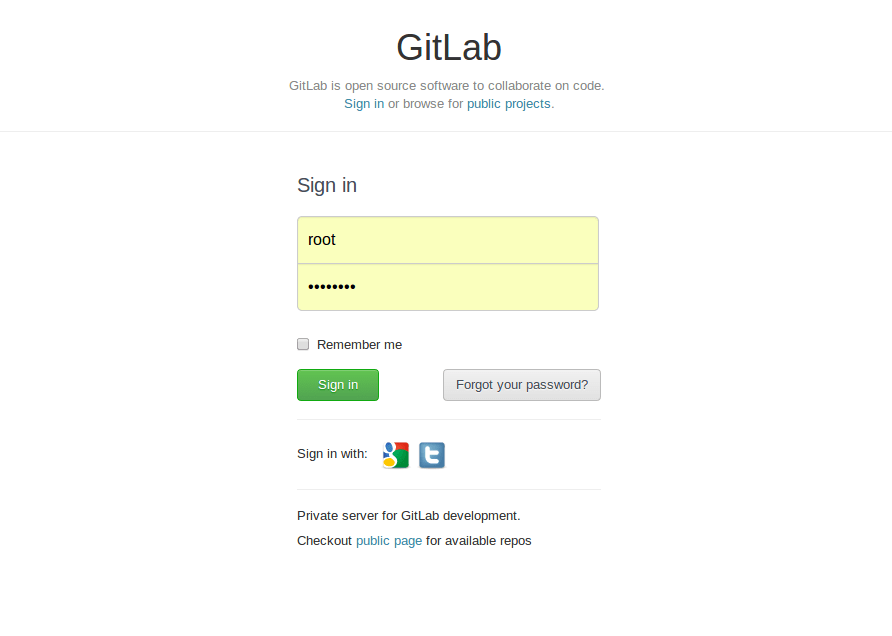 GitLab
GitLab is open source software to collaborate on code.
Sign in or browse for public projects.
Sign in
root
••••••••
Remember me
Sign in
Forgot your password?
Sign in with:
Private server for GitLab development.
Checkout public page for available repos